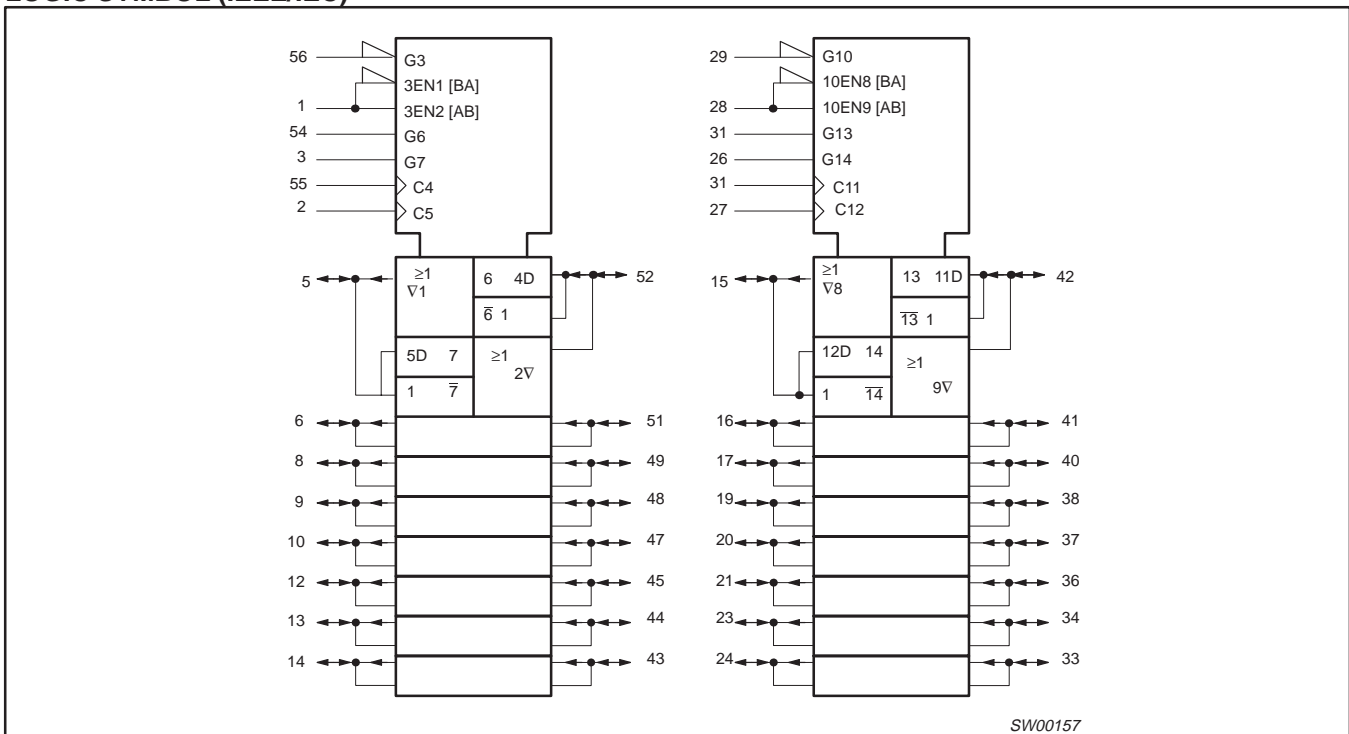 56 G3
3EN1 [BA]
1 3EN2 [AB]
54 G6
3 G7
55 C4
2 C5
5 ≥1 6 4D 52
∇1
6̅ 1
5D 7 ≥1
2∇
1 7̅
6 51
8 49
9 48
10 47
12 45
13 44
14 43
29 G10
10EN8 [BA]
28 10EN9 [AB]
31 G13
26 G14
31 C11
27 C12
15 ≥1 13 11D 42
∇8
1̅3̅ 1
12D 14 ≥1
9∇
1 1̅4̅
16 41
17 40
19 38
20 37
21 36
23 34
24 33
SW00157